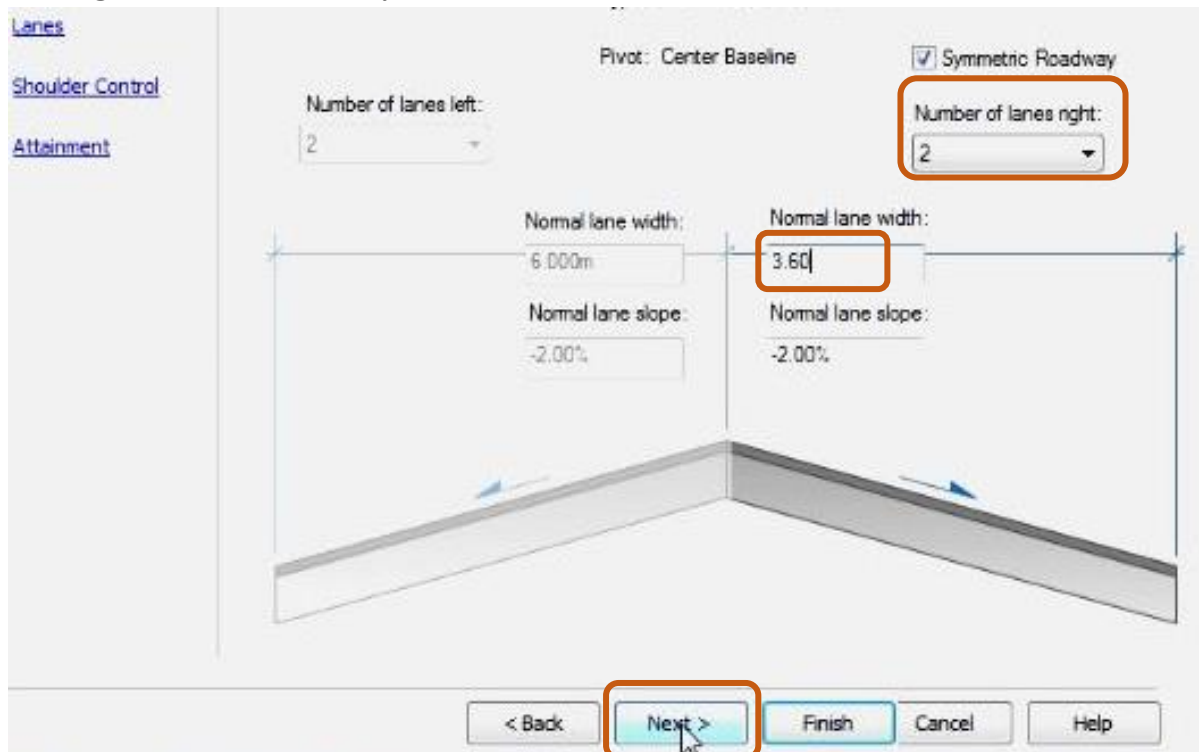 Lanes
Pivot: Center Baseline
Symmetric Roadway
Shoulder Control
Number of lanes left:
Number of lanes right:
Attainment
2
2
Normal lane width:
Normal lane width:
6.000m
3.60
Normal lane slope:
Normal lane slope:
-2.00%
-2.00%
< Back
Next >
Finish
Cancel
Help